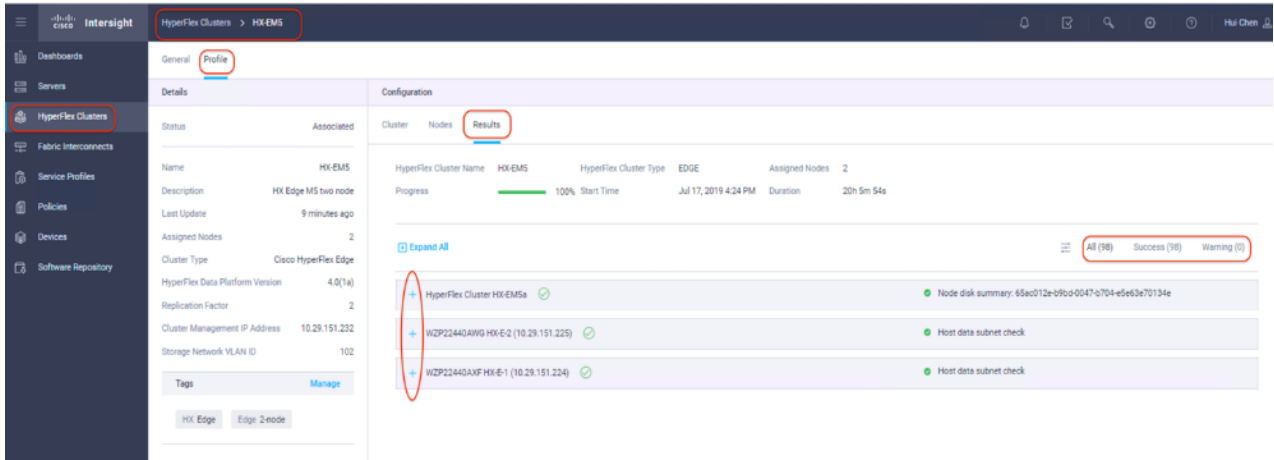 CISCO Intersight
HyperFlex Clusters > HX-EM5
Hui Chen
Dashboards
Servers
HyperFlex Clusters
Fabric Interconnects
Service Profiles
Policies
Devices
Software Repository
General Profile
Details
Status Associated
Name HX-EM5
Description HX Edge M5 two node
Last Update 9 minutes ago
Assigned Nodes 2
Cluster Type Cisco HyperFlex Edge
HyperFlex Data Platform Version 4.0(1a)
Replication Factor 2
Cluster Management IP Address 10.29.151.232
Storage Network VLAN ID 102
Tags Manage
HX Edge Edge 2-node
Configuration
Cluster Nodes Results
HyperFlex Cluster Name HX-EM5 HyperFlex Cluster Type EDGE Assigned Nodes 2
Progress 100% Start Time Jul 17, 2019 4:24 PM Duration 20h 5m 54s
Expand All All (98) Success (98) Warning (0)
+ HyperFlex Cluster HX-EM5a Node disk summary: 65ac012e-b9bd-0047-b704-e5e63e70134e
+ WZP22440AWG HX-E-2 (10.29.151.225) Host data subnet check
+ WZP22440AXF HX-E-1 (10.29.151.224) Host data subnet check